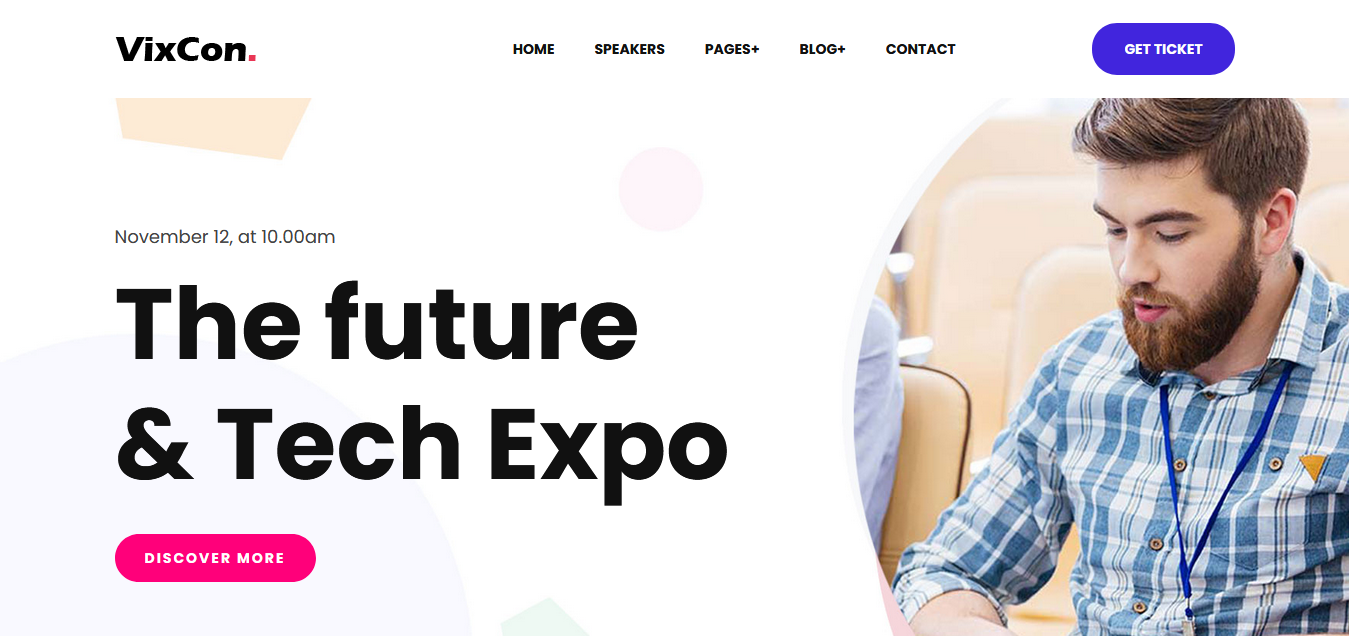 VixCon.
HOME SPEAKERS PAGES+ BLOG+ CONTACT
GET TICKET
November 12, at 10.00am
The future
& Tech Expo
DISCOVER MORE